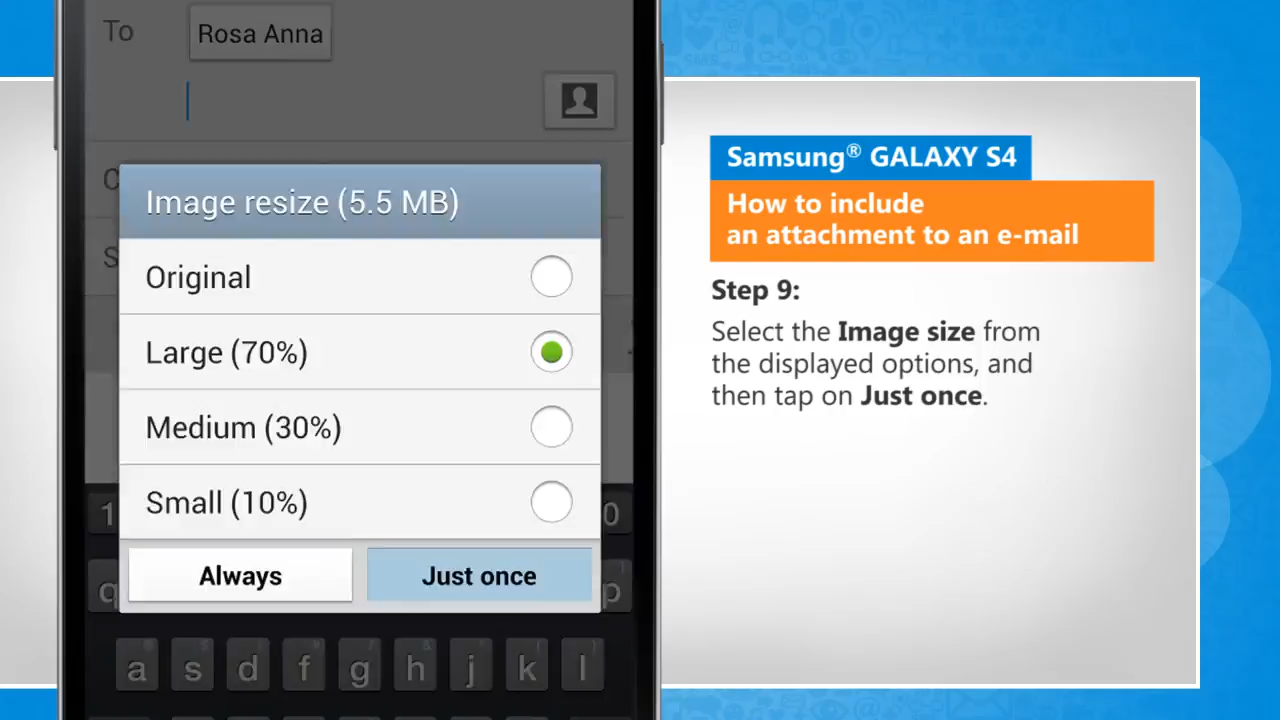 To
Rosa Anna
Image resize (5.5 MB)
Original
Large (70%)
Medium (30%)
Small (10%)
Always
Just once
1
0
q
p
a s d f g h j k l
Samsung® GALAXY S4
How to include
an attachment to an e-mail
Step 9:
Select the Image size from
the displayed options, and
then tap on Just once.